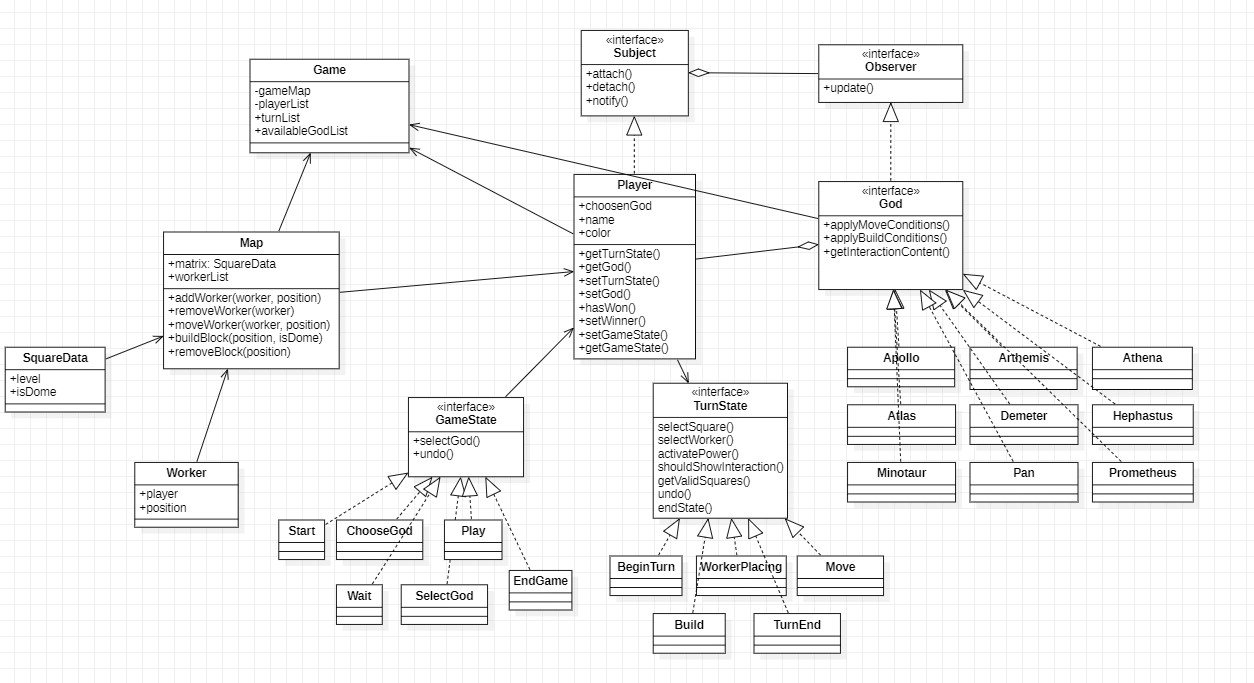 «interface»
Subject
+attach()
+detach()
+notify()
«interface»
Observer
+update()
Game
-gameMap
-playerList
+turnList
+availableGodList
Player
+choosenGod
+name
+color
+getTurnState()
+getGod()
+setTurnState()
+setGod()
+hasWon()
+setWinner()
+setGameState()
+getGameState()
«interface»
God
+applyMoveConditions()
+applyBuildConditions()
+getInteractionContent()
Map
+matrix: SquareData
+workerList
+addWorker(worker, position)
+removeWorker(worker)
+moveWorker(worker, position)
+buildBlock(position, isDome)
+removeBlock(position)
SquareData
+level
+isDome
Worker
+player
+position
«interface»
GameState
+selectGod()
+undo()
«interface»
TurnState
selectSquare()
selectWorker()
activatePower()
shouldShowInteraction()
getValidSquares()
undo()
endState()
Apollo
Arthemis
Athena
Atlas
Demeter
Hephastus
Minotaur
Pan
Prometheus
Start
ChooseGod
Play
Wait
SelectGod
EndGame
BeginTurn
WorkerPlacing
Move
Build
TurnEnd